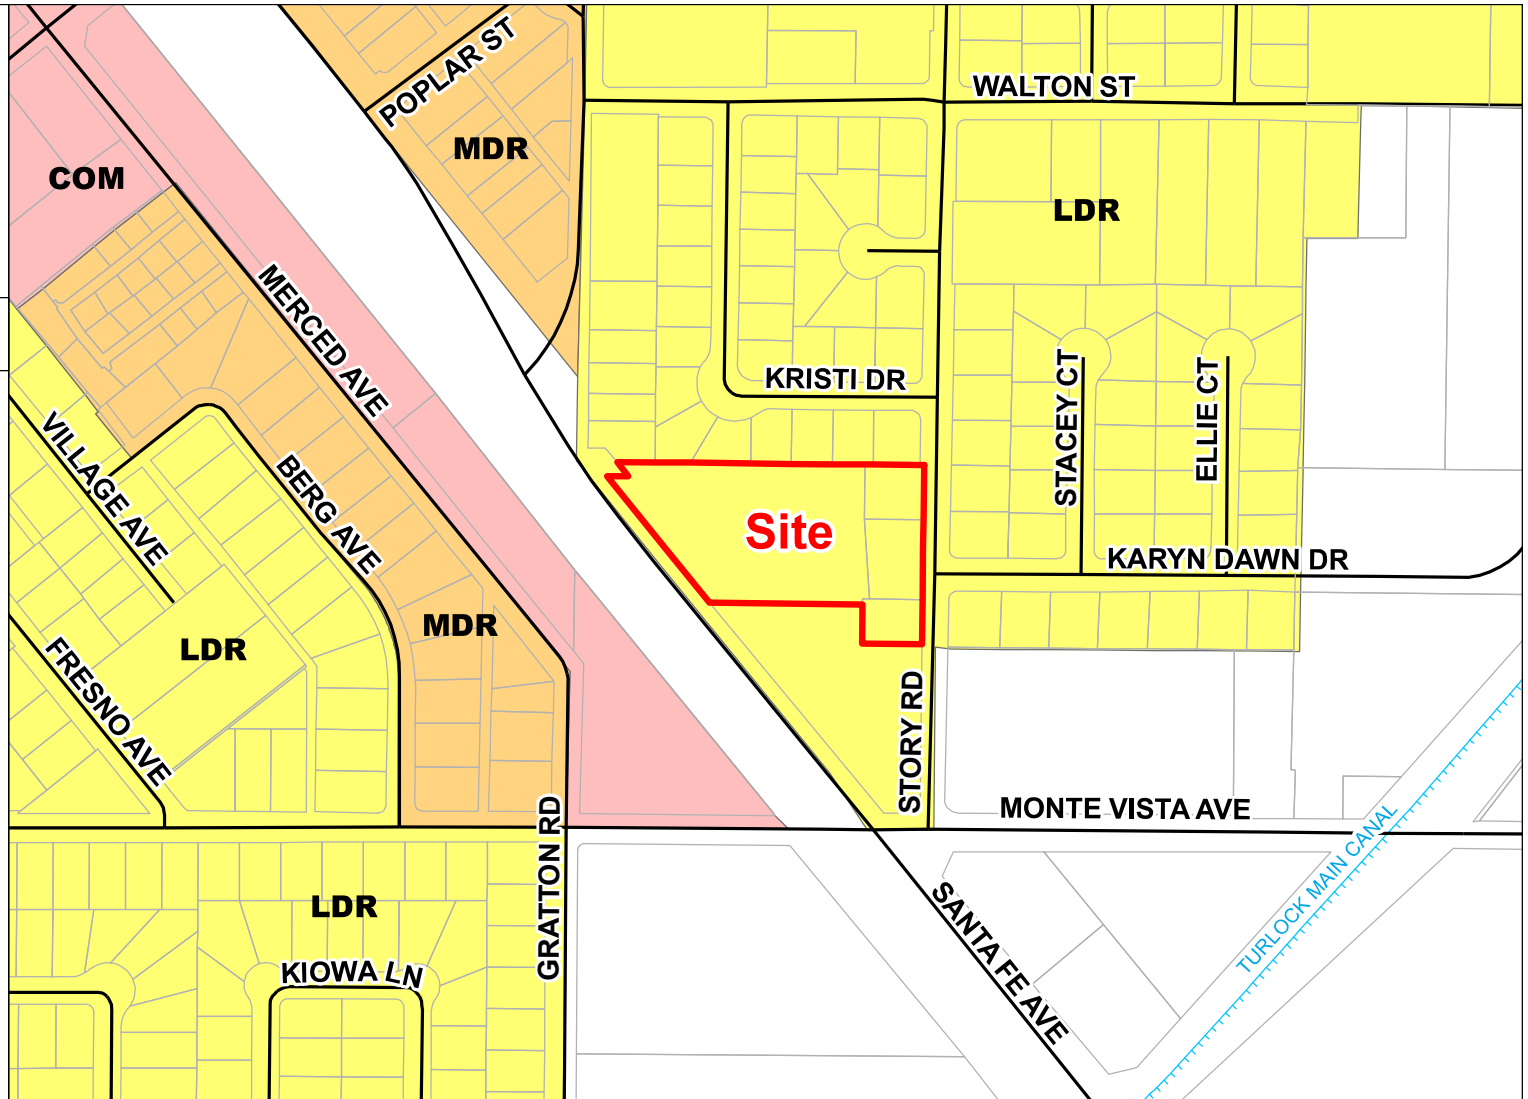 POPLAR ST
WALTON ST
MDR
COM
LDR
MERCED AVE
KRISTI DR
STACEY CT
ELLIE CT
VILLAGE AVE
BERG AVE
Site
KARYN DAWN DR
MDR
LDR
FRESNO AVE
STORY RD
MONTE VISTA AVE
GRATTON RD
TURLOCK MAIN CANAL
LDR
SANTA FE AVE
KIOWA LN